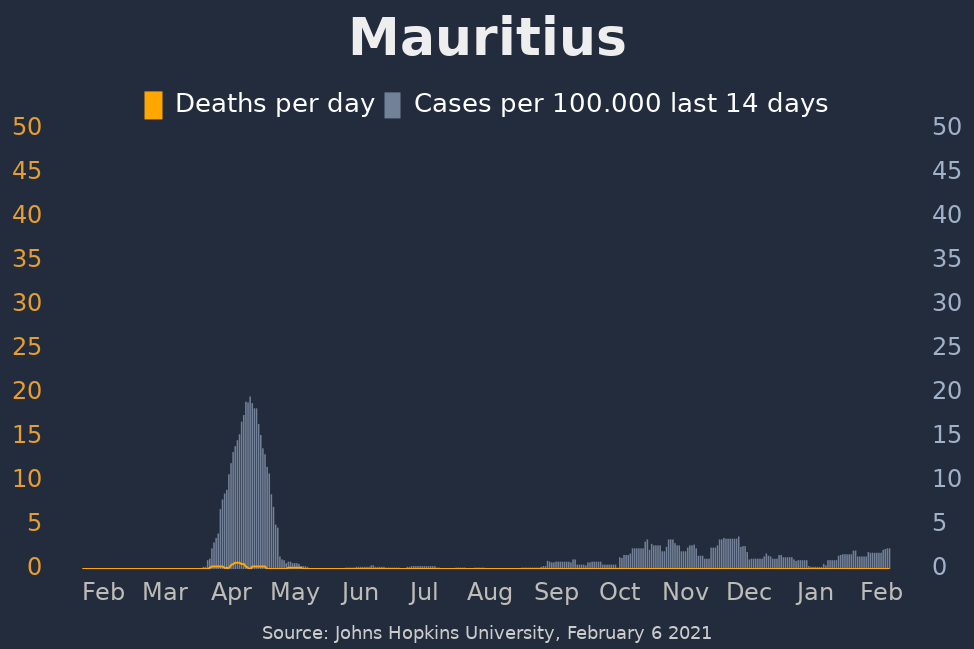 Mauritius
Deaths per day Cases per 100.000 last 14 days
50 50
45 45
40 40
35 35
30 30
25 25
20 20
15 15
10 10
5 5
0 0
Feb Mar Apr May Jun Jul Aug Sep Oct Nov Dec Jan Feb
Source: Johns Hopkins University, February 6 2021